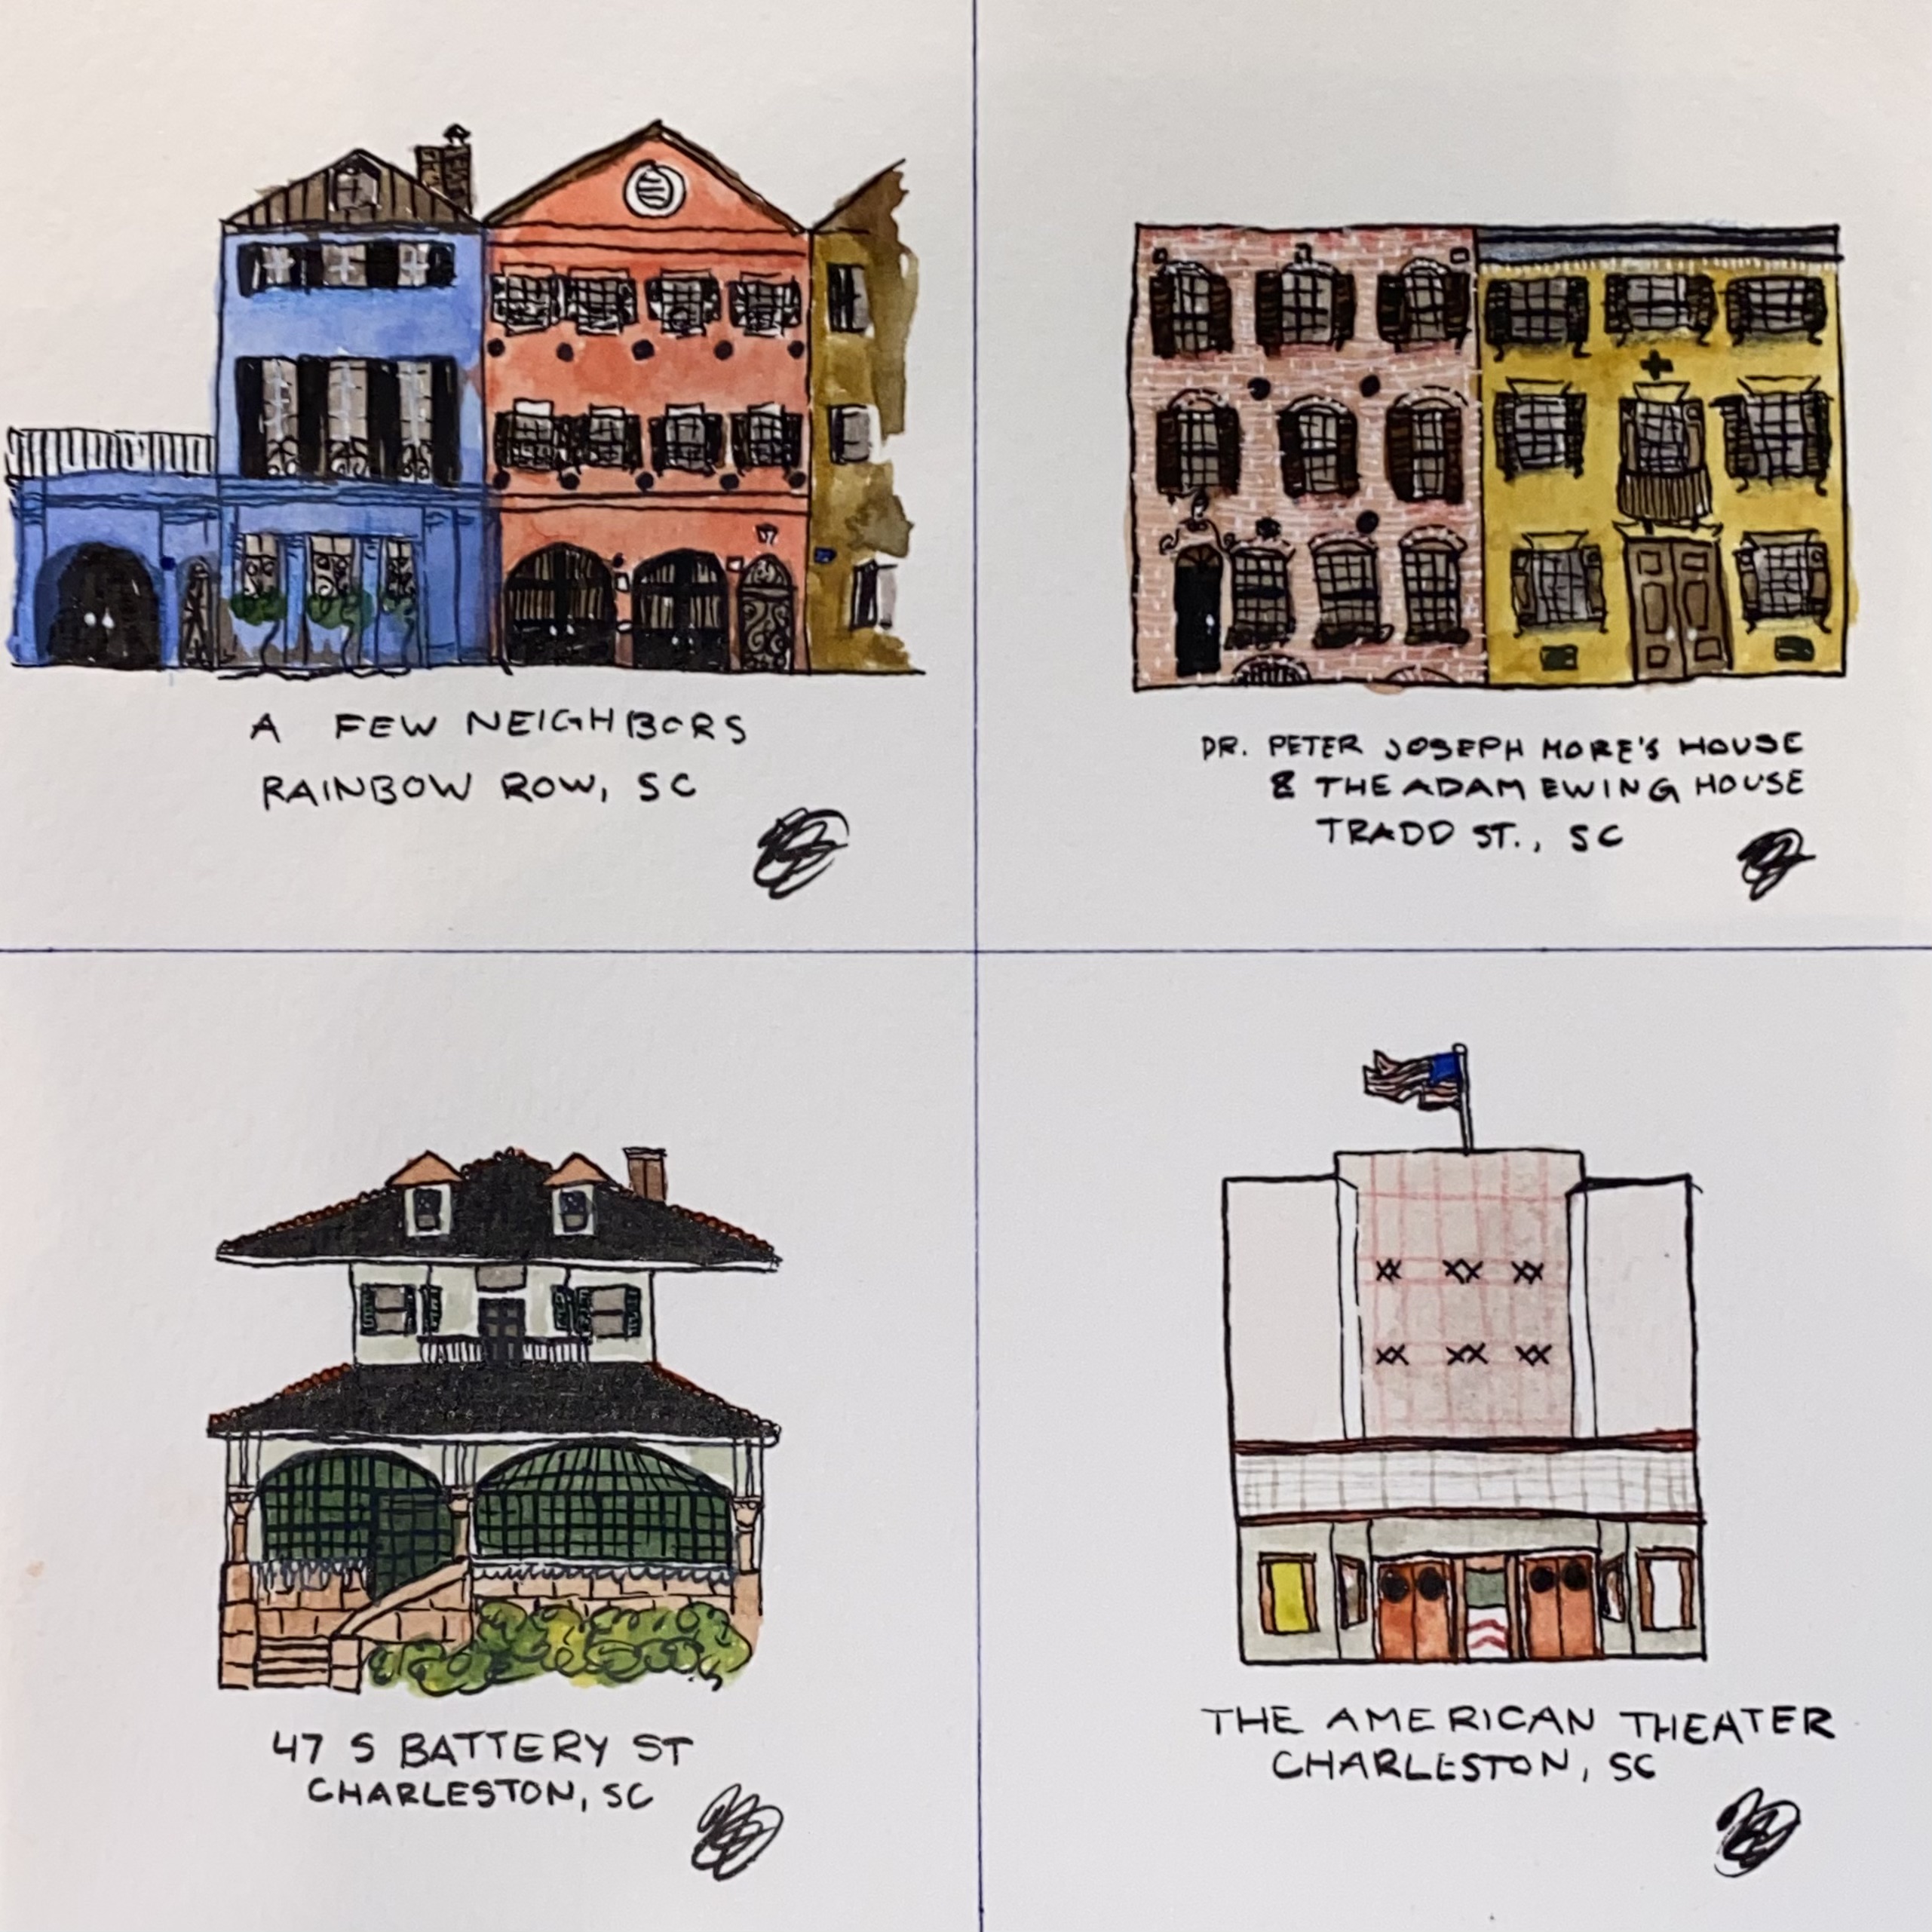 A FEW NEIGHBORS
RAINBOW ROW, SC
DR. PETER JOSEPH MORE'S HOUSE
& THE ADAM EWING HOUSE
TRADD ST., SC
47 S BATTERY ST
CHARLESTON, SC
THE AMERICAN THEATER
CHARLESTON, SC